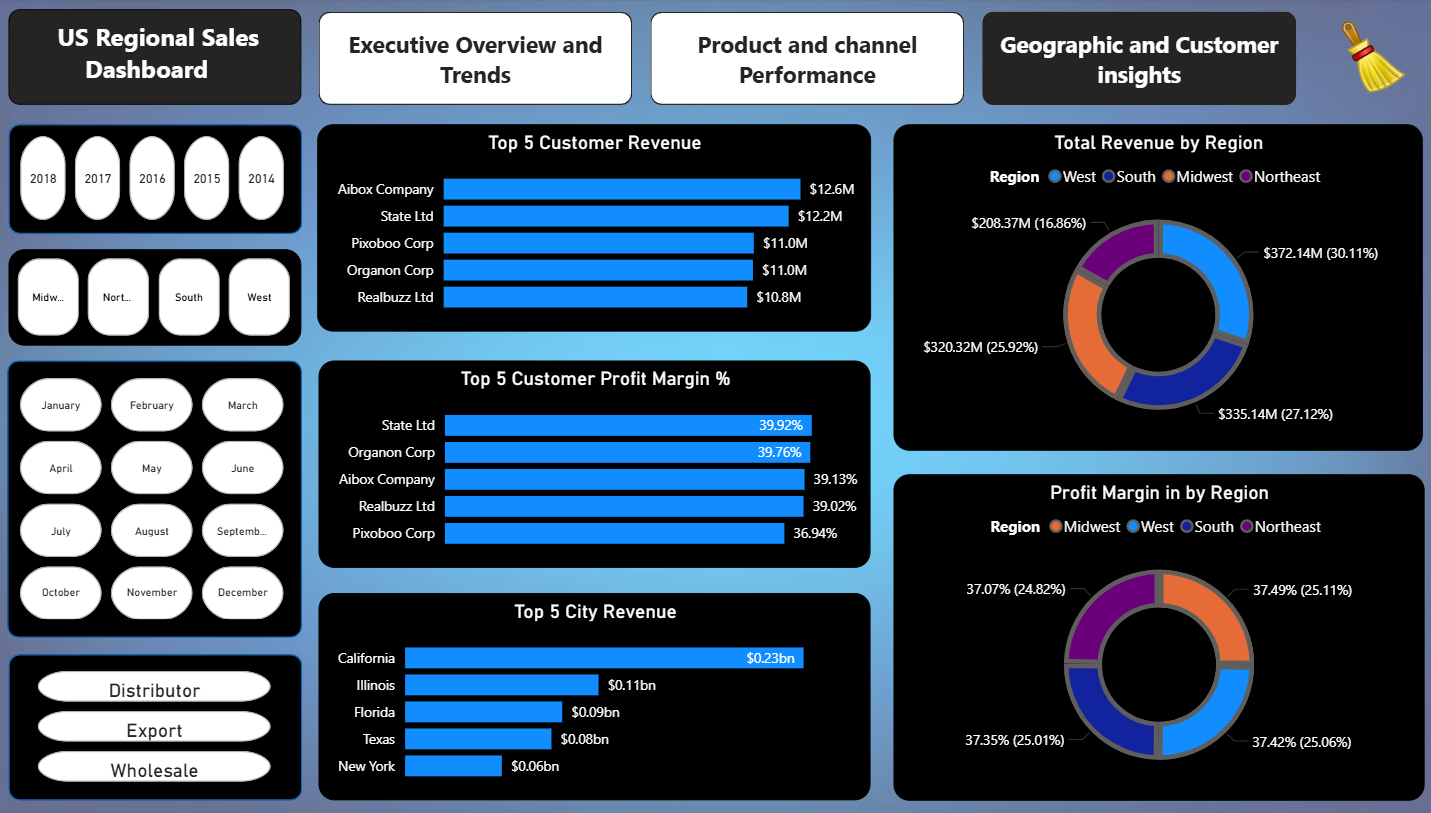 US Regional Sales
Dashboard
Executive Overview and
Trends
Product and channel
Performance
Geographic and Customer
insights
2018
2017
2016
2015
2014
Midw...
Nort...
South
West
January
February
March
April
May
June
July
August
Septemb...
October
November
December
Distributor
Export
Wholesale
Top 5 Customer Revenue
Aibox Company $12.6M
State Ltd $12.2M
Pixoboo Corp $11.0M
Organon Corp $11.0M
Realbuzz Ltd $10.8M
Top 5 Customer Profit Margin %
State Ltd 39.92%
Organon Corp 39.76%
Aibox Company 39.13%
Realbuzz Ltd 39.02%
Pixoboo Corp 36.94%
Top 5 City Revenue
California $0.23bn
Illinois $0.11bn
Florida $0.09bn
Texas $0.08bn
New York $0.06bn
Total Revenue by Region
Region West South Midwest Northeast
$208.37M (16.86%)
$372.14M (30.11%)
$320.32M (25.92%)
$335.14M (27.12%)
Profit Margin in by Region
Region Midwest West South Northeast
37.07% (24.82%)
37.49% (25.11%)
37.35% (25.01%)
37.42% (25.06%)